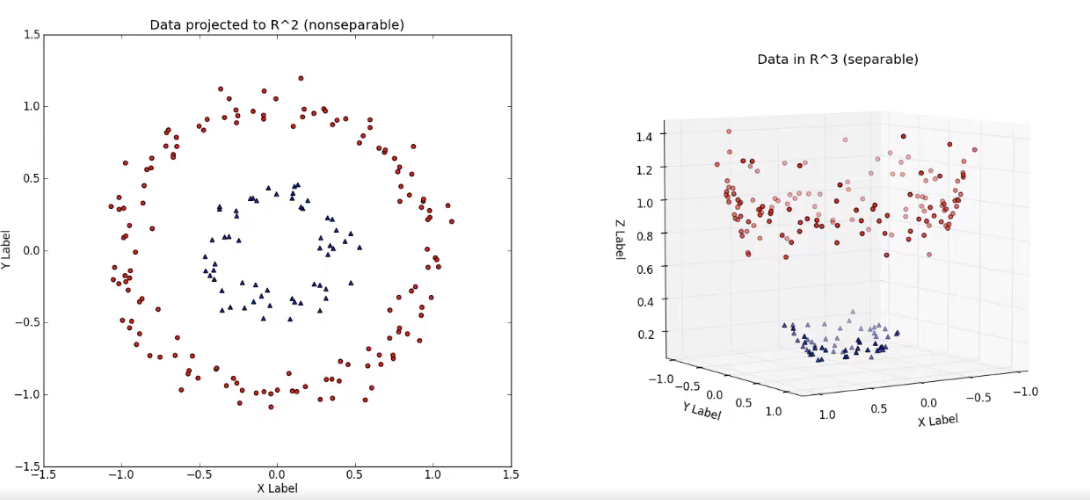 Data projected to R^2 (nonseparable)
1.5
1.0
0.5
0.0
−0.5
−1.0
−1.5
Y Label
−1.5 −1.0 −0.5 0.0 0.5 1.0 1.5
X Label
Data in R^3 (separable)
1.4
1.2
1.0
0.8
0.6
0.4
0.2
Z Label
−1.0 −0.5 0.0 0.5 1.0
Y Label
1.0 0.5 0.0 −0.5 −1.0
X Label